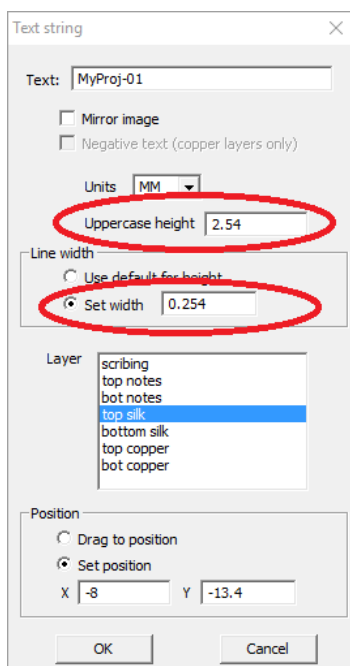 Text string
Text: MyProj-01
Mirror image
Negative text (copper layers only)
Units MM
Uppercase height 2.54
Line width
Use default for height
Set width 0.254
Layer
scribing
top notes
bot notes
top silk
bottom silk
top copper
bot copper
Position
Drag to position
Set position
X -8 Y -13.4
OK Cancel